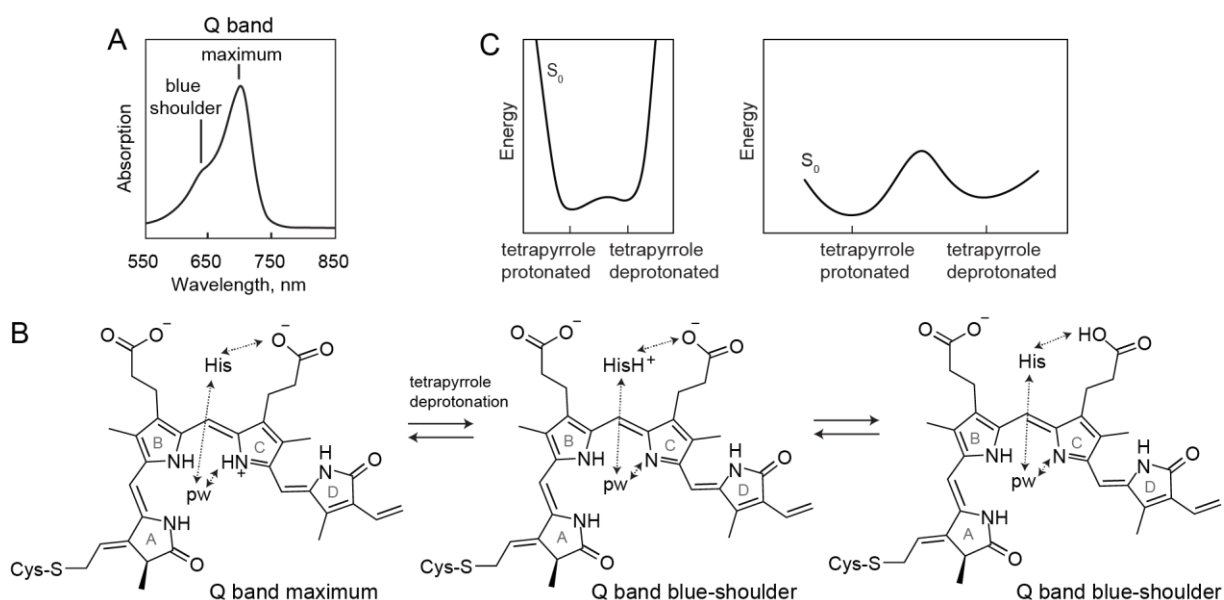 A
Q band
maximum
blue
shoulder
Absorption
550 650 750 850
Wavelength, nm
C
S0
Energy
tetrapyrrole
protonated
tetrapyrrole
deprotonated
S0
Energy
tetrapyrrole
protonated
tetrapyrrole
deprotonated
B
O−
O
O−
O
His
B
NH
C
HN
+
pw
H
N
O
D
A
NH
O
Cys-S
Q band maximum
tetrapyrrole
deprotonation
O−
O
O−
O
HisH+
B
NH
C
N
pw
H
N
O
D
A
NH
O
Cys-S
Q band blue-shoulder
O−
O
HO
O
His
B
NH
C
N
pw
H
N
O
D
A
NH
O
Cys-S
Q band blue-shoulder